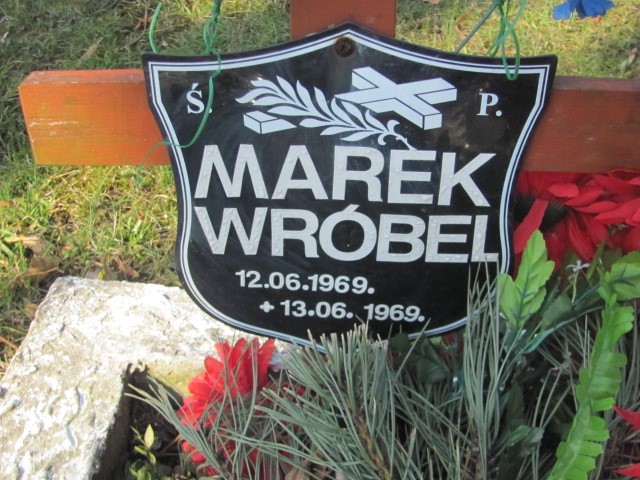 Ś. P.
MAREK
WRÓBEL
12.06.1969.
+ 13.06. 1969.